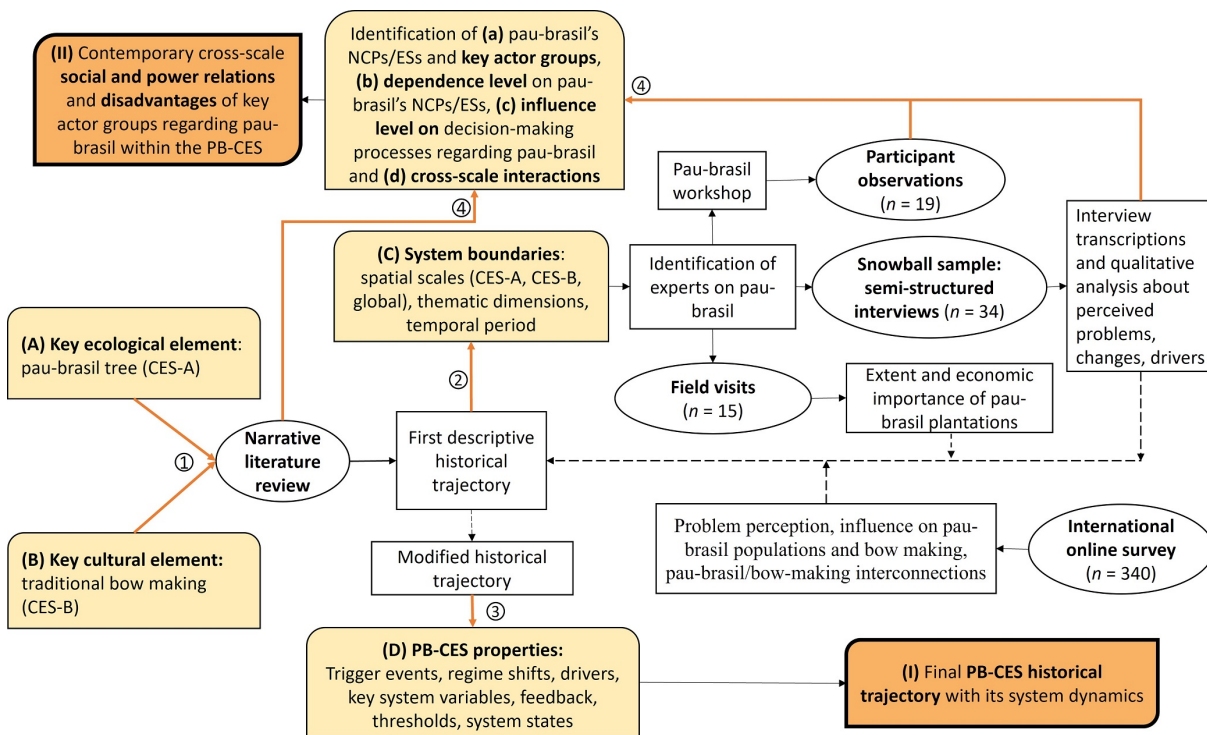 (II) Contemporary cross-scale
social and power relations
and disadvantages of key
actor groups regarding pau-
brasil within the PB-CES
Identification of (a) pau-brasil's
NCPs/ESs and key actor groups,
(b) dependence level on pau-
brasil's NCPs/ESs, (c) influence
level on decision-making
processes regarding pau-brasil
and (d) cross-scale interactions
④
④
Pau-brasil
workshop
Participant
observations
(n = 19)
Interview
transcriptions
and qualitative
analysis about
perceived
problems,
changes, drivers
(C) System boundaries:
spatial scales (CES-A, CES-B,
global), thematic dimensions,
temporal period
Identification of
experts on pau-
brasil
Snowball sample:
semi-structured
interviews (n = 34)
(A) Key ecological element:
pau-brasil tree (CES-A)
②
Field visits
(n = 15)
Extent and economic
importance of pau-
brasil plantations
①
Narrative
literature
review
First descriptive
historical
trajectory
(B) Key cultural element:
traditional bow making
(CES-B)
Modified historical
trajectory
Problem perception, influence on pau-
brasil populations and bow making,
pau-brasil/bow-making interconnections
International
online survey
(n = 340)
③
(D) PB-CES properties:
Trigger events, regime shifts, drivers,
key system variables, feedback,
thresholds, system states
(I) Final PB-CES historical
trajectory with its system dynamics